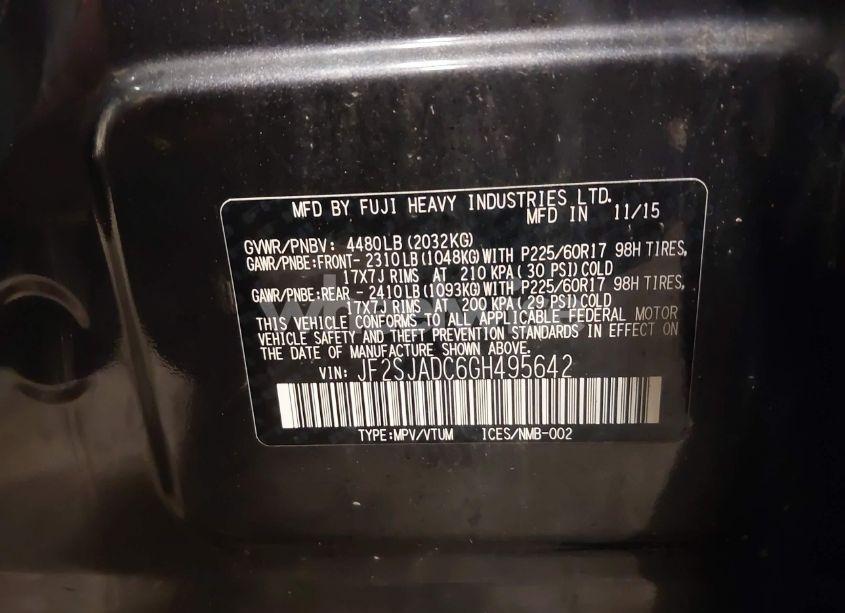 MFD BY FUJI HEAVY INDUSTRIES LTD.
MFD IN 11/15
GVWR/PNBV: 4480LB (2032KG)
GAWR/PNBE:FRONT- 2310LB (1048KG) WITH P225/60R17 98H TIRES,
17X7J RIMS AT 210 KPA ( 30 PSI) COLD
GAWR/PNBE:REAR - 2410LB (1093KG) WITH P225/60R17 98H TIRES,
17X7J RIMS AT 200 KPA (29 PSI) COLD
THIS VEHICLE CONFORMS TO ALL APPLICABLE FEDERAL MOTOR
VEHICLE SAFETY AND THEFT PREVENTION STANDARDS IN EFFECT ON
THE DATE OF MANUFACTURE SHOWN ABOVE.
VIN: JF2SJADC6GH495642
TYPE:MPV/VTUM ICES/NMB-002